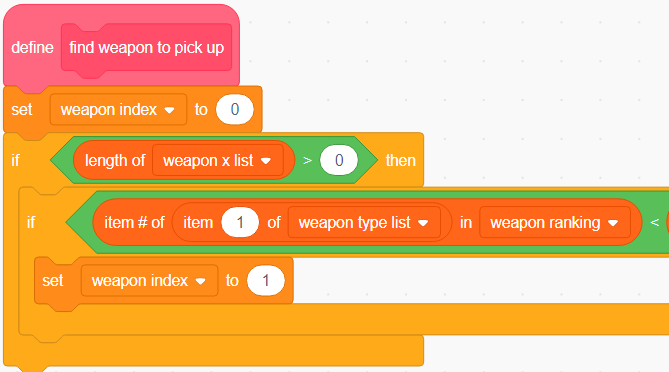 define find weapon to pick up
set weapon index to 0
if length of weapon x list > 0 then
if item # of item 1 of weapon type list in weapon ranking <
set weapon index to 1